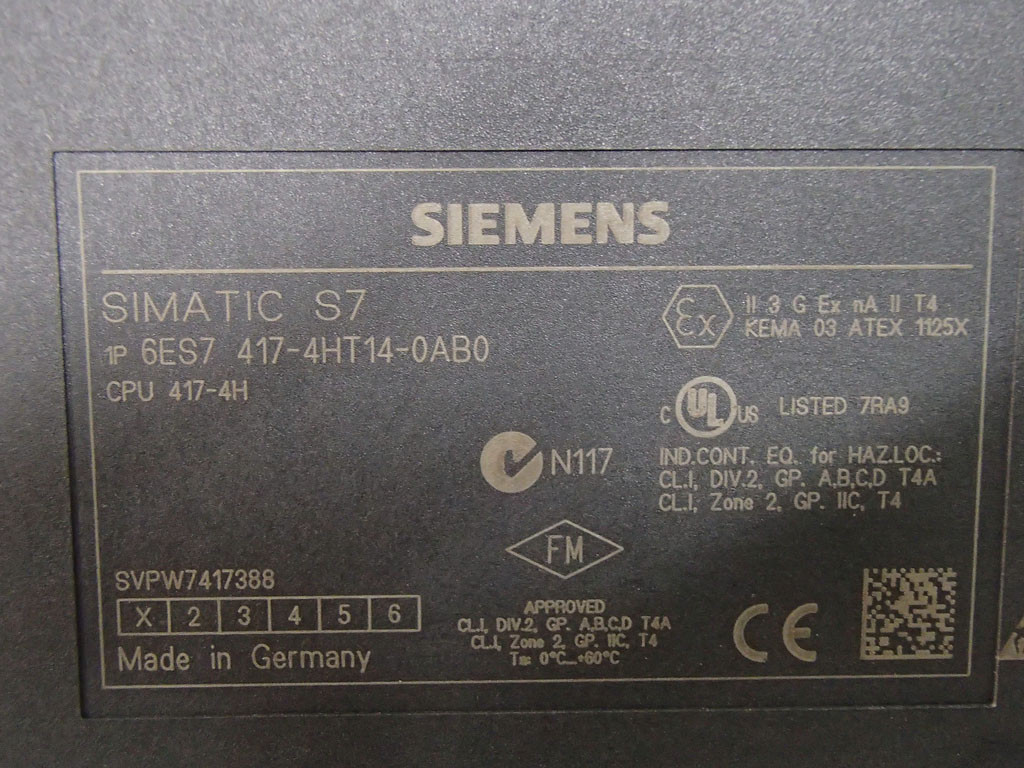 SIEMENS
SIMATIC S7
1P 6ES7 417-4HT14-0AB0
CPU 417-4H
Ex
II 3 G Ex nA II T4
KEMA 03 ATEX 1125X
C UL US LISTED 7RA9
IND.CONT. EQ. for HAZ.LOC.:
CL.I, DIV.2, GP. A,B,C,D T4A
CL.I, Zone 2, GP. IIC, T4
N117
FM
APPROVED
CL.I, DIV.2, GP. A,B,C,D T4A
CL.I, Zone 2, GP. IIC, T4
Ta: 0°C...+60°C
SVPW7417388
X 2 3 4 5 6
Made in Germany
CE